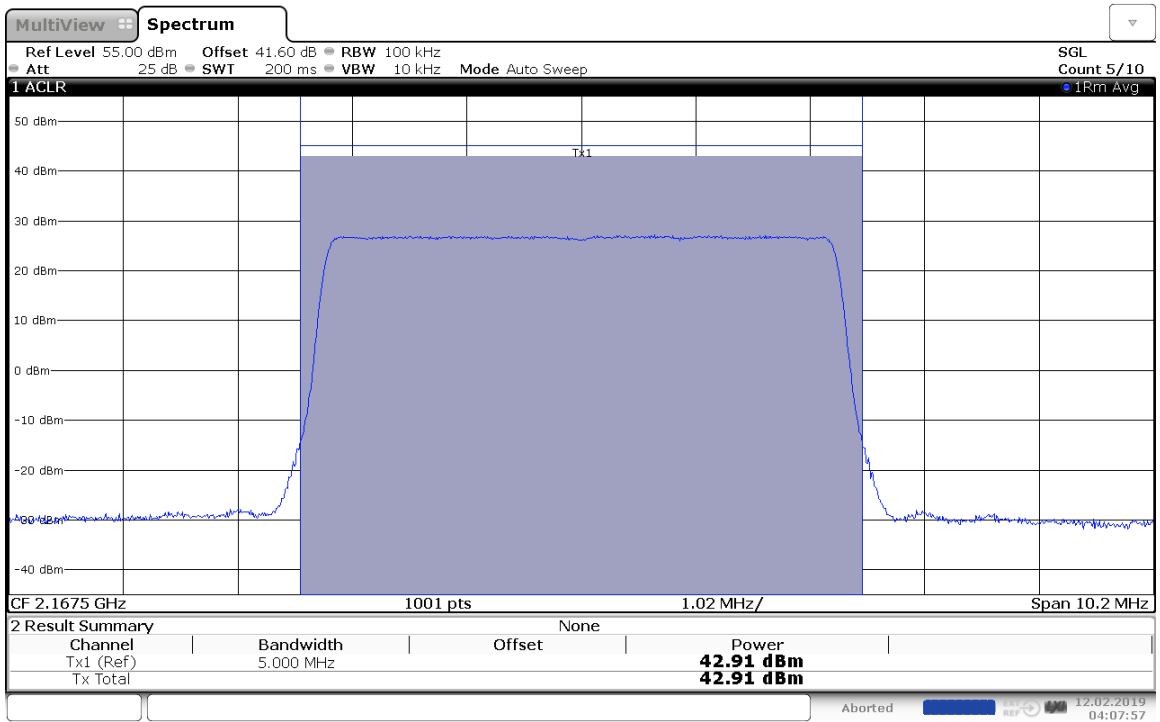 MultiView Spectrum
Ref Level 55.00 dBm Offset 41.60 dB RBW 100 kHz SGL
Att 25 dB SWT 200 ms VBW 10 kHz Mode Auto Sweep Count 5/10
1 ACLR 1Rm Avg
50 dBm
Tx1
40 dBm
30 dBm
20 dBm
10 dBm
0 dBm
-10 dBm
-20 dBm
-30 dBm
-40 dBm
CF 2.1675 GHz 1001 pts 1.02 MHz/ Span 10.2 MHz
2 Result Summary None
Channel Bandwidth Offset Power
Tx1 (Ref) 5.000 MHz 42.91 dBm
Tx Total 42.91 dBm
Aborted EXT REF 12.02.2019
04:07:57